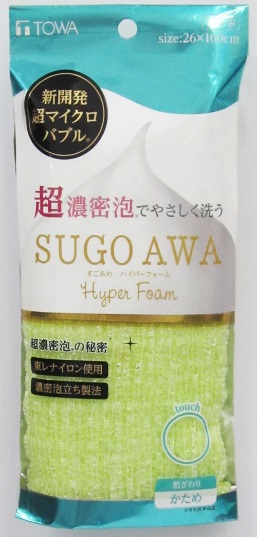 TOWA
size:26×100cm
新開発
超マイクロ
バブル®
超濃密泡®でやさしく洗う
SUGO AWA
すごあわ ハイパーフォーム
Hyper Foam
超濃密泡®の秘密
東レナイロン使用
濃密泡立ち製法
touch
肌ざわり
かため